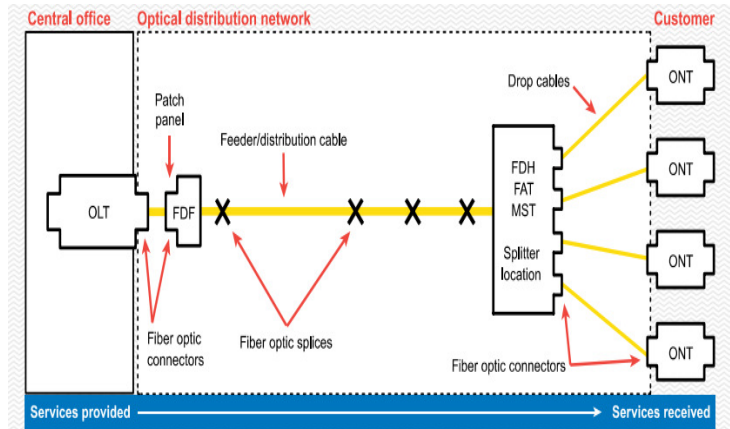 Central office
Optical distribution network
Customer
ONT
Drop cables
Patch
panel
Feeder/distribution cable
FDH
FAT
MST
ONT
OLT
FDF
Splitter
location
ONT
Fiber optic
connectors
Fiber optic splices
Fiber optic connectors
ONT
Services provided
Services received